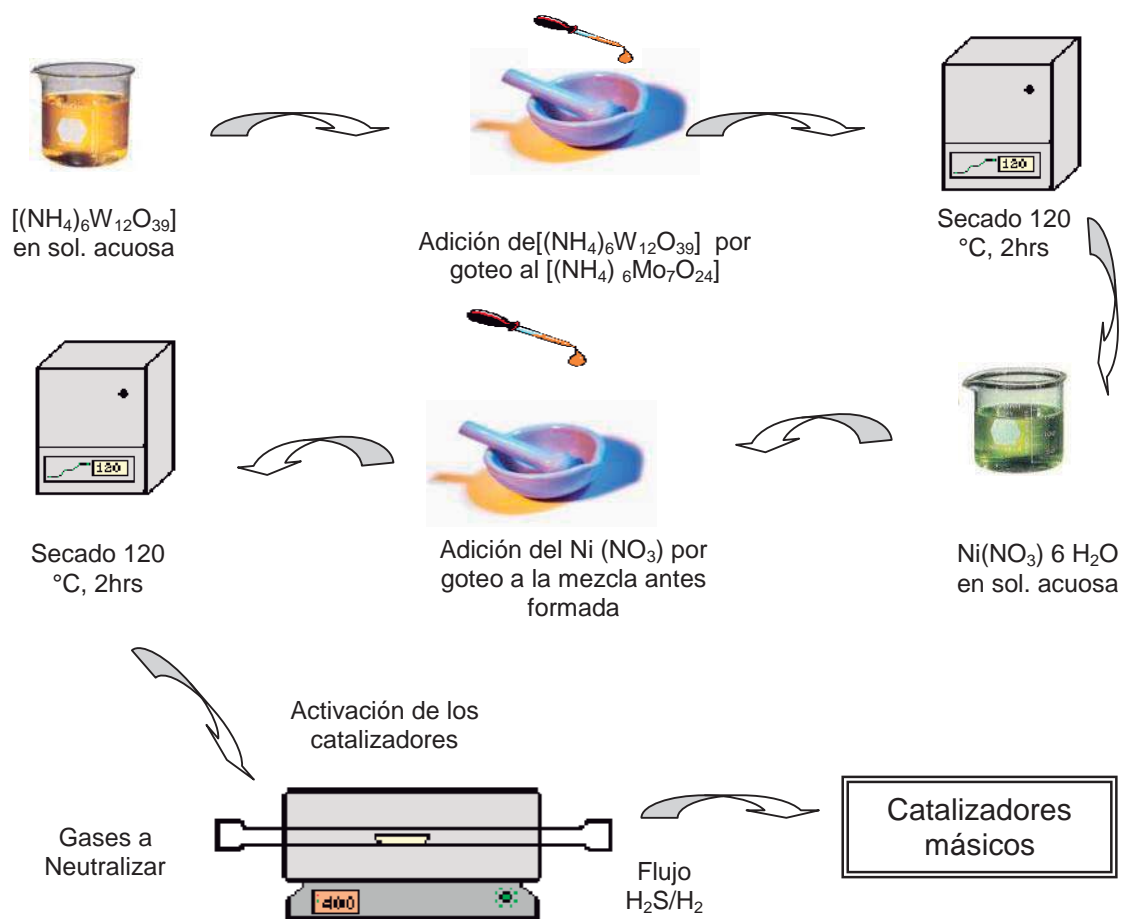 [(NH₄)₆W₁₂O₃₉]
en sol. acuosa
Adición de[(NH₄)₆W₁₂O₃₉] por
goteo al [(NH₄) ₆Mo₇O₂₄]
120
Secado 120
°C, 2hrs
Ni(NO₃) 6 H₂O
en sol. acuosa
Adición del Ni (NO₃) por
goteo a la mezcla antes
formada
120
Secado 120
°C, 2hrs
Activación de los
catalizadores
Gases a
Neutralizar
400
Flujo
H₂S/H₂
Catalizadores
másicos